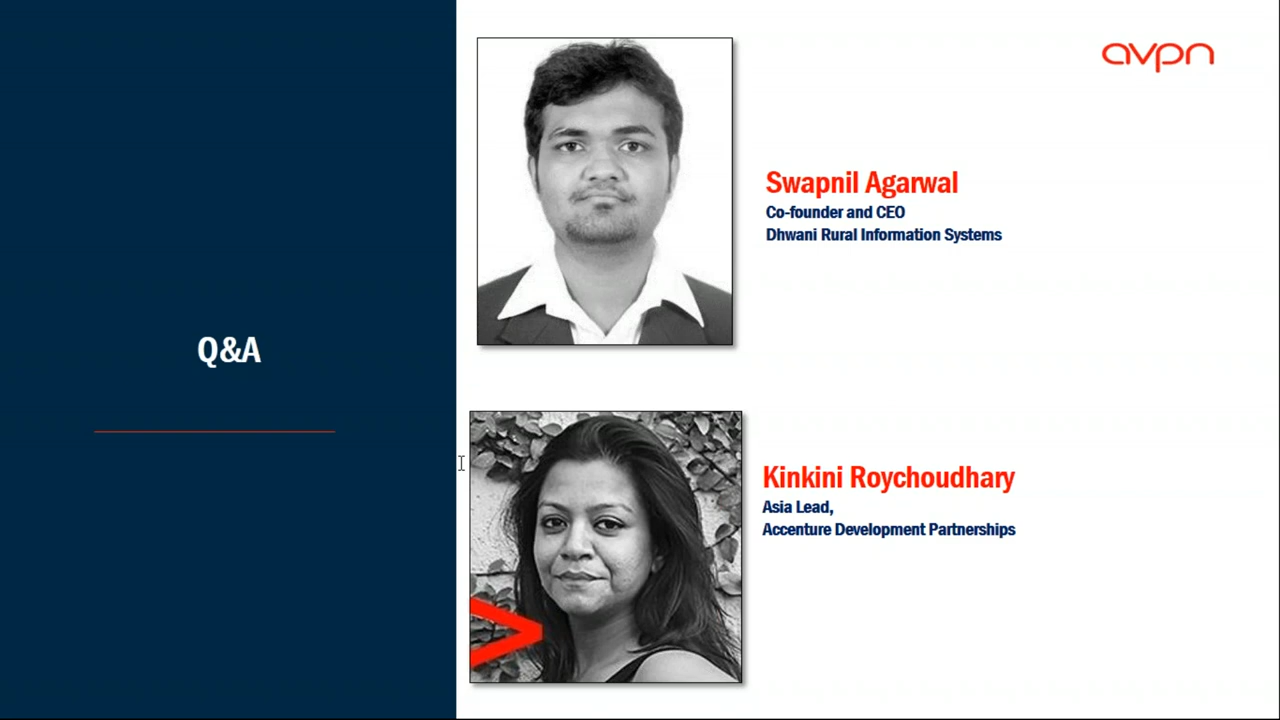 avpn
Swapnil Agarwal
Co-founder and CEO
Dhwani Rural Information Systems
Q&A
Kinkini Roychoudhary
Asia Lead,
Accenture Development Partnerships